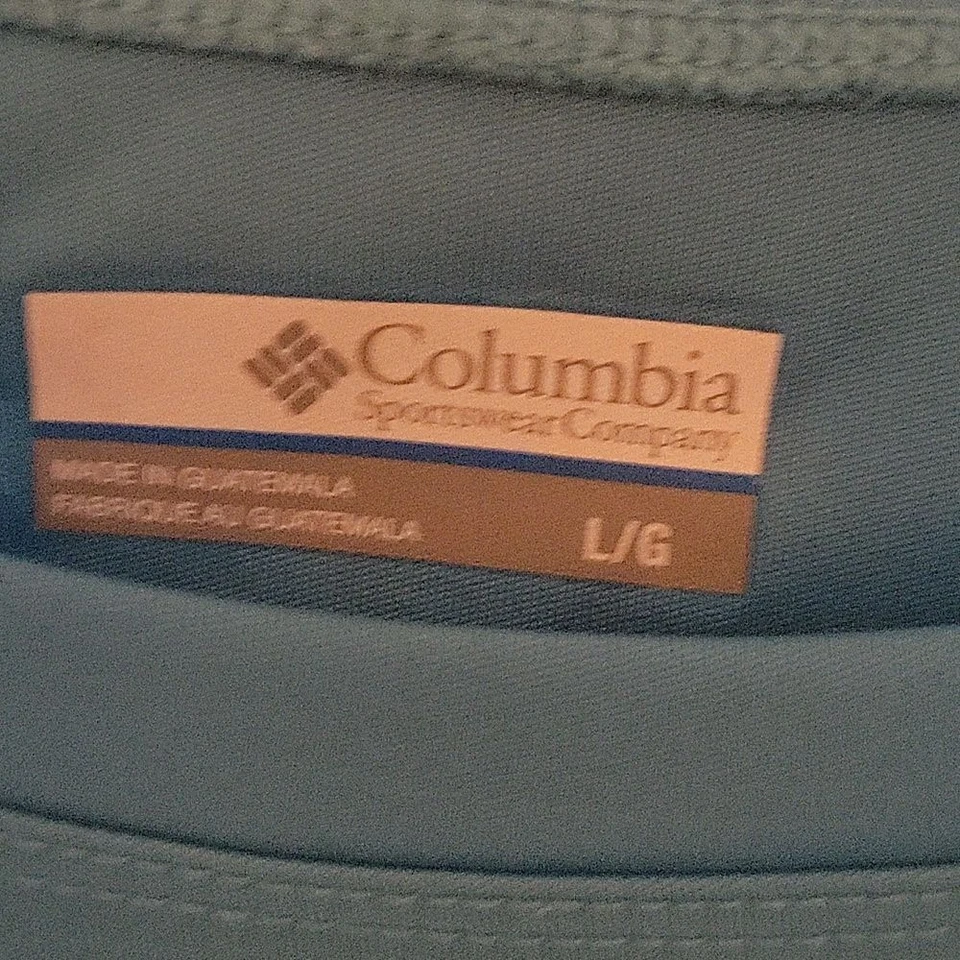 Columbia
Sportswear Company
MADE IN GUATEMALA
FABRIQUE AU GUATEMALA
L/G